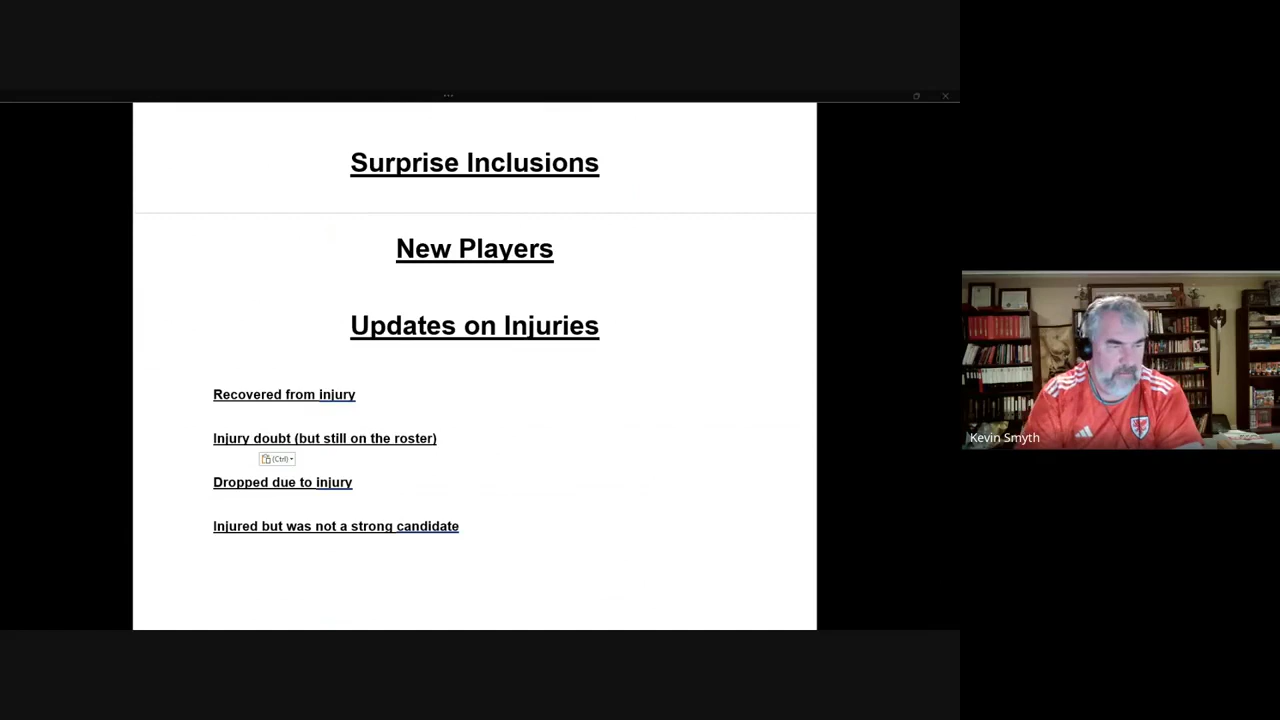 Surprise Inclusions
New Players
Updates on Injuries
Recovered from injury
Injury doubt (but still on the roster)
(Ctrl)
Dropped due to injury
Injured but was not a strong candidate
Kevin Smyth